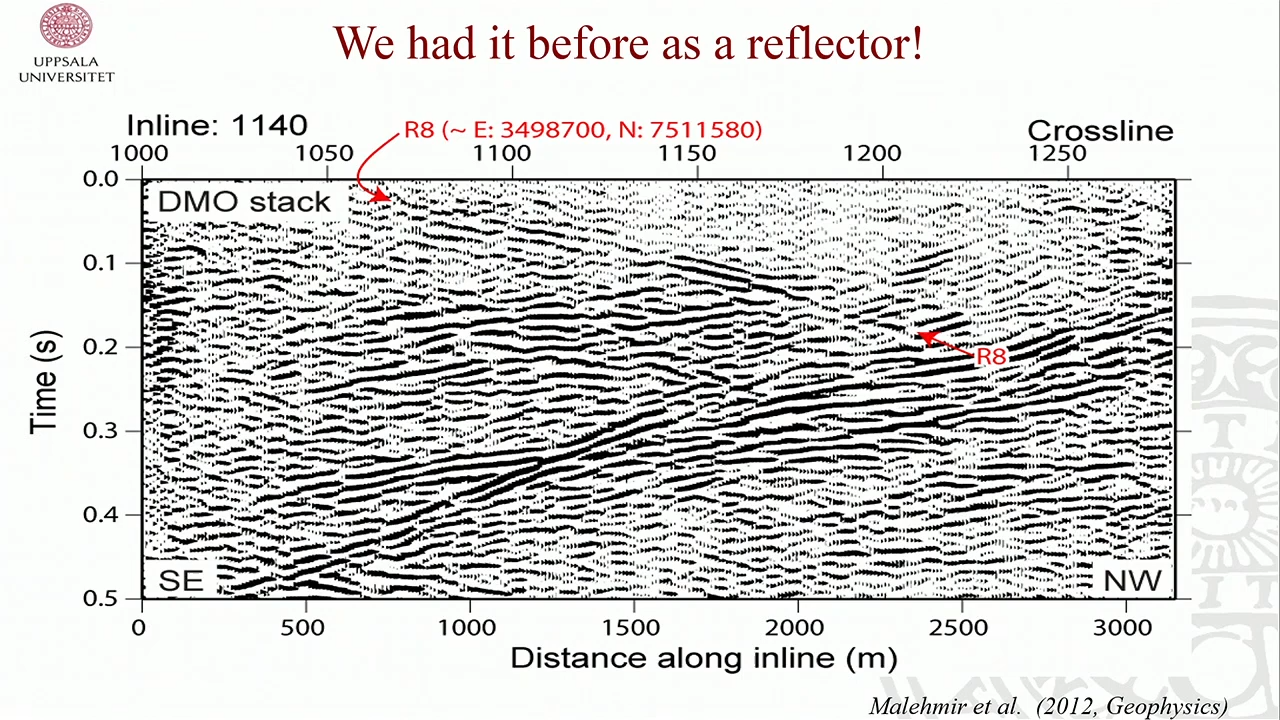 UPPSALA
UNIVERSITET
We had it before as a reflector!
Inline: 1140
R8 (~ E: 3498700, N: 7511580)
Crossline
1000 1050 1100 1150 1200 1250
DMO stack
0.0
0.1
0.2
0.3
0.4
0.5
Time (s)
R8
SE
NW
0 500 1000 1500 2000 2500 3000
Distance along inline (m)
Malehmir et al. (2012, Geophysics)